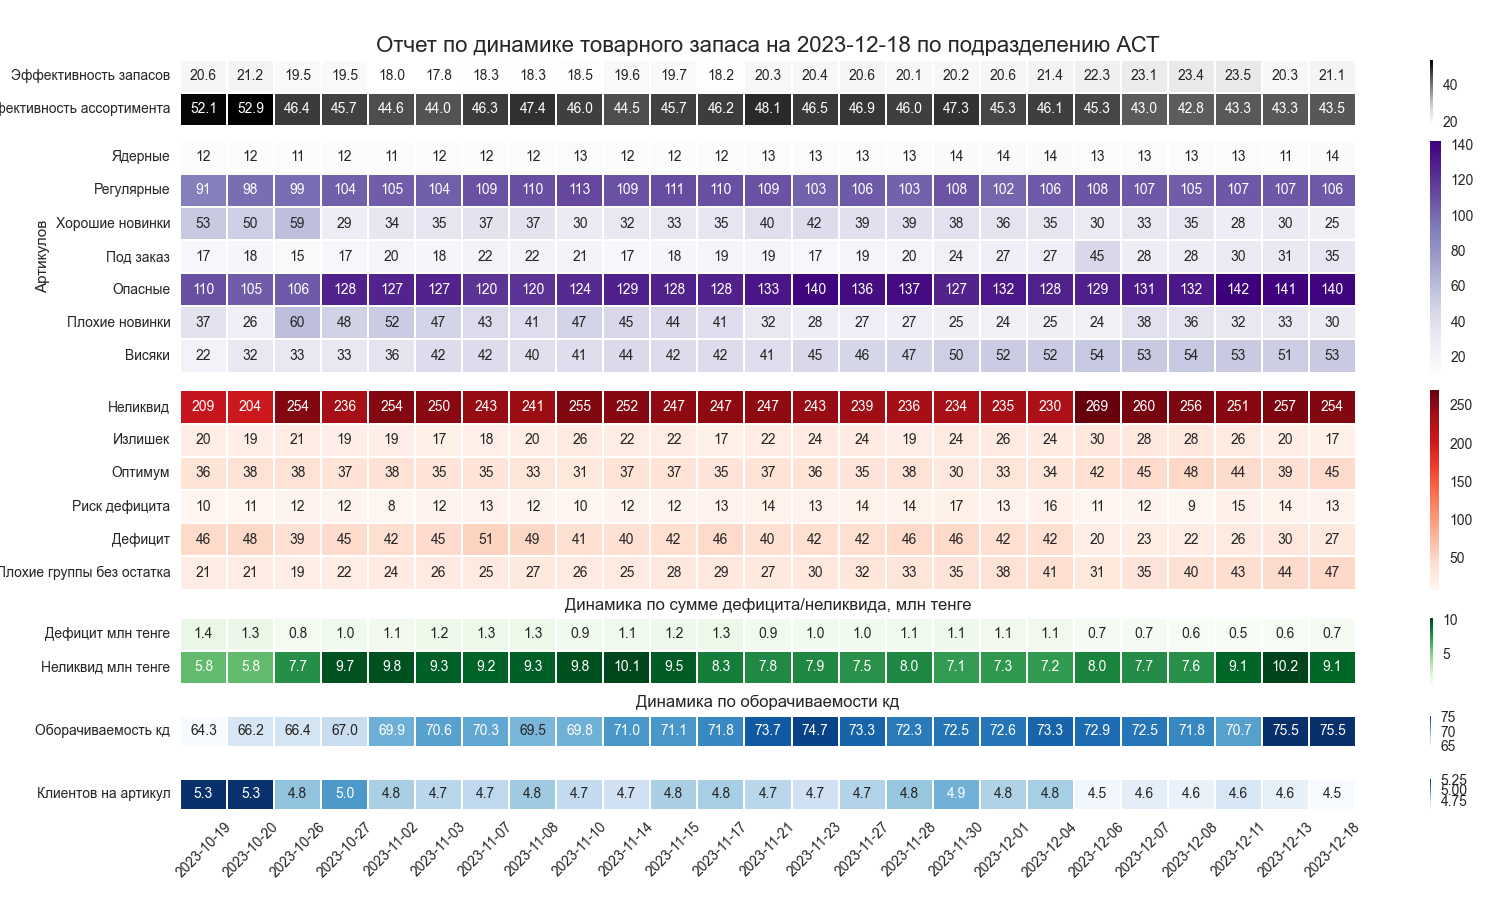 Отчет по динамике товарного запаса на 2023-12-18 по подразделению АСТ
Эффективность запасов 20.6 21.2 19.5 19.5 18.0 17.8 18.3 18.3 18.5 19.6 19.7 18.2 20.3 20.4 20.6 20.1 20.2 20.6 21.4 22.3 23.1 23.4 23.5 20.3 21.1
фективность ассортимента 52.1 52.9 46.4 45.7 44.6 44.0 46.3 47.4 46.0 44.5 45.7 46.2 48.1 46.5 46.9 46.0 47.3 45.3 46.1 45.3 43.0 42.8 43.3 43.3 43.5
40
20
Артикулов
Ядерные 12 12 11 12 11 12 12 12 13 12 12 12 13 13 13 13 14 14 14 13 13 13 13 11 14
Регулярные 91 98 99 104 105 104 109 110 113 109 111 110 109 103 106 103 108 102 106 108 107 105 107 107 106
Хорошие новинки 53 50 59 29 34 35 37 37 30 32 33 35 40 42 39 39 38 36 35 30 33 35 28 30 25
Под заказ 17 18 15 17 20 18 22 22 21 17 18 19 19 17 19 20 24 27 27 45 28 28 30 31 35
Опасные 110 105 106 128 127 127 120 120 124 129 128 128 133 140 136 137 127 132 128 129 131 132 142 141 140
Плохие новинки 37 26 60 48 52 47 43 41 47 45 44 41 32 28 27 27 25 24 25 24 38 36 32 33 30
Висяки 22 32 33 33 36 42 42 40 41 44 42 42 41 45 46 47 50 52 52 54 53 54 53 51 53
140
120
100
80
60
40
20
Неликвид 209 204 254 236 254 250 243 241 255 252 247 247 247 243 239 236 234 235 230 269 260 256 251 257 254
Излишек 20 19 21 19 19 17 18 20 26 22 22 17 22 24 24 19 24 26 24 30 28 28 26 20 17
Оптимум 36 38 38 37 38 35 35 33 31 37 37 35 37 36 35 38 30 33 34 42 45 48 44 39 45
Риск дефицита 10 11 12 12 8 12 13 12 10 12 12 13 14 13 14 14 17 13 16 11 12 9 15 14 13
Дефицит 46 48 39 45 42 45 51 49 41 40 42 46 40 42 42 46 46 42 42 20 23 22 26 30 27
Плохие группы без остатка 21 21 19 22 24 26 25 27 26 25 28 29 27 30 32 33 35 38 41 31 35 40 43 44 47
250
200
150
100
50
Динамика по сумме дефицита/неликвида, млн тенге
Дефицит млн тенге 1.4 1.3 0.8 1.0 1.1 1.2 1.3 1.3 0.9 1.1 1.2 1.3 0.9 1.0 1.0 1.1 1.1 1.1 1.1 0.7 0.7 0.6 0.5 0.6 0.7
Неликвид млн тенге 5.8 5.8 7.7 9.7 9.8 9.3 9.2 9.3 9.8 10.1 9.5 8.3 7.8 7.9 7.5 8.0 7.1 7.3 7.2 8.0 7.7 7.6 9.1 10.2 9.1
10
5
Динамика по оборачиваемости кд
Оборачиваемость кд 64.3 66.2 66.4 67.0 69.9 70.6 70.3 69.5 69.8 71.0 71.1 71.8 73.7 74.7 73.3 72.3 72.5 72.6 73.3 72.9 72.5 71.8 70.7 75.5 75.5
75
70
65
Клиентов на артикул 5.3 5.3 4.8 5.0 4.8 4.7 4.7 4.8 4.7 4.7 4.8 4.8 4.7 4.7 4.7 4.8 4.9 4.8 4.8 4.5 4.6 4.6 4.6 4.6 4.5
5.25
5.00
4.75
2023-10-19 2023-10-20 2023-10-26 2023-10-27 2023-11-02 2023-11-03 2023-11-07 2023-11-08 2023-11-10 2023-11-14 2023-11-15 2023-11-17 2023-11-21 2023-11-23 2023-11-27 2023-11-28 2023-11-30 2023-12-01 2023-12-04 2023-12-06 2023-12-07 2023-12-08 2023-12-11 2023-12-13 2023-12-18